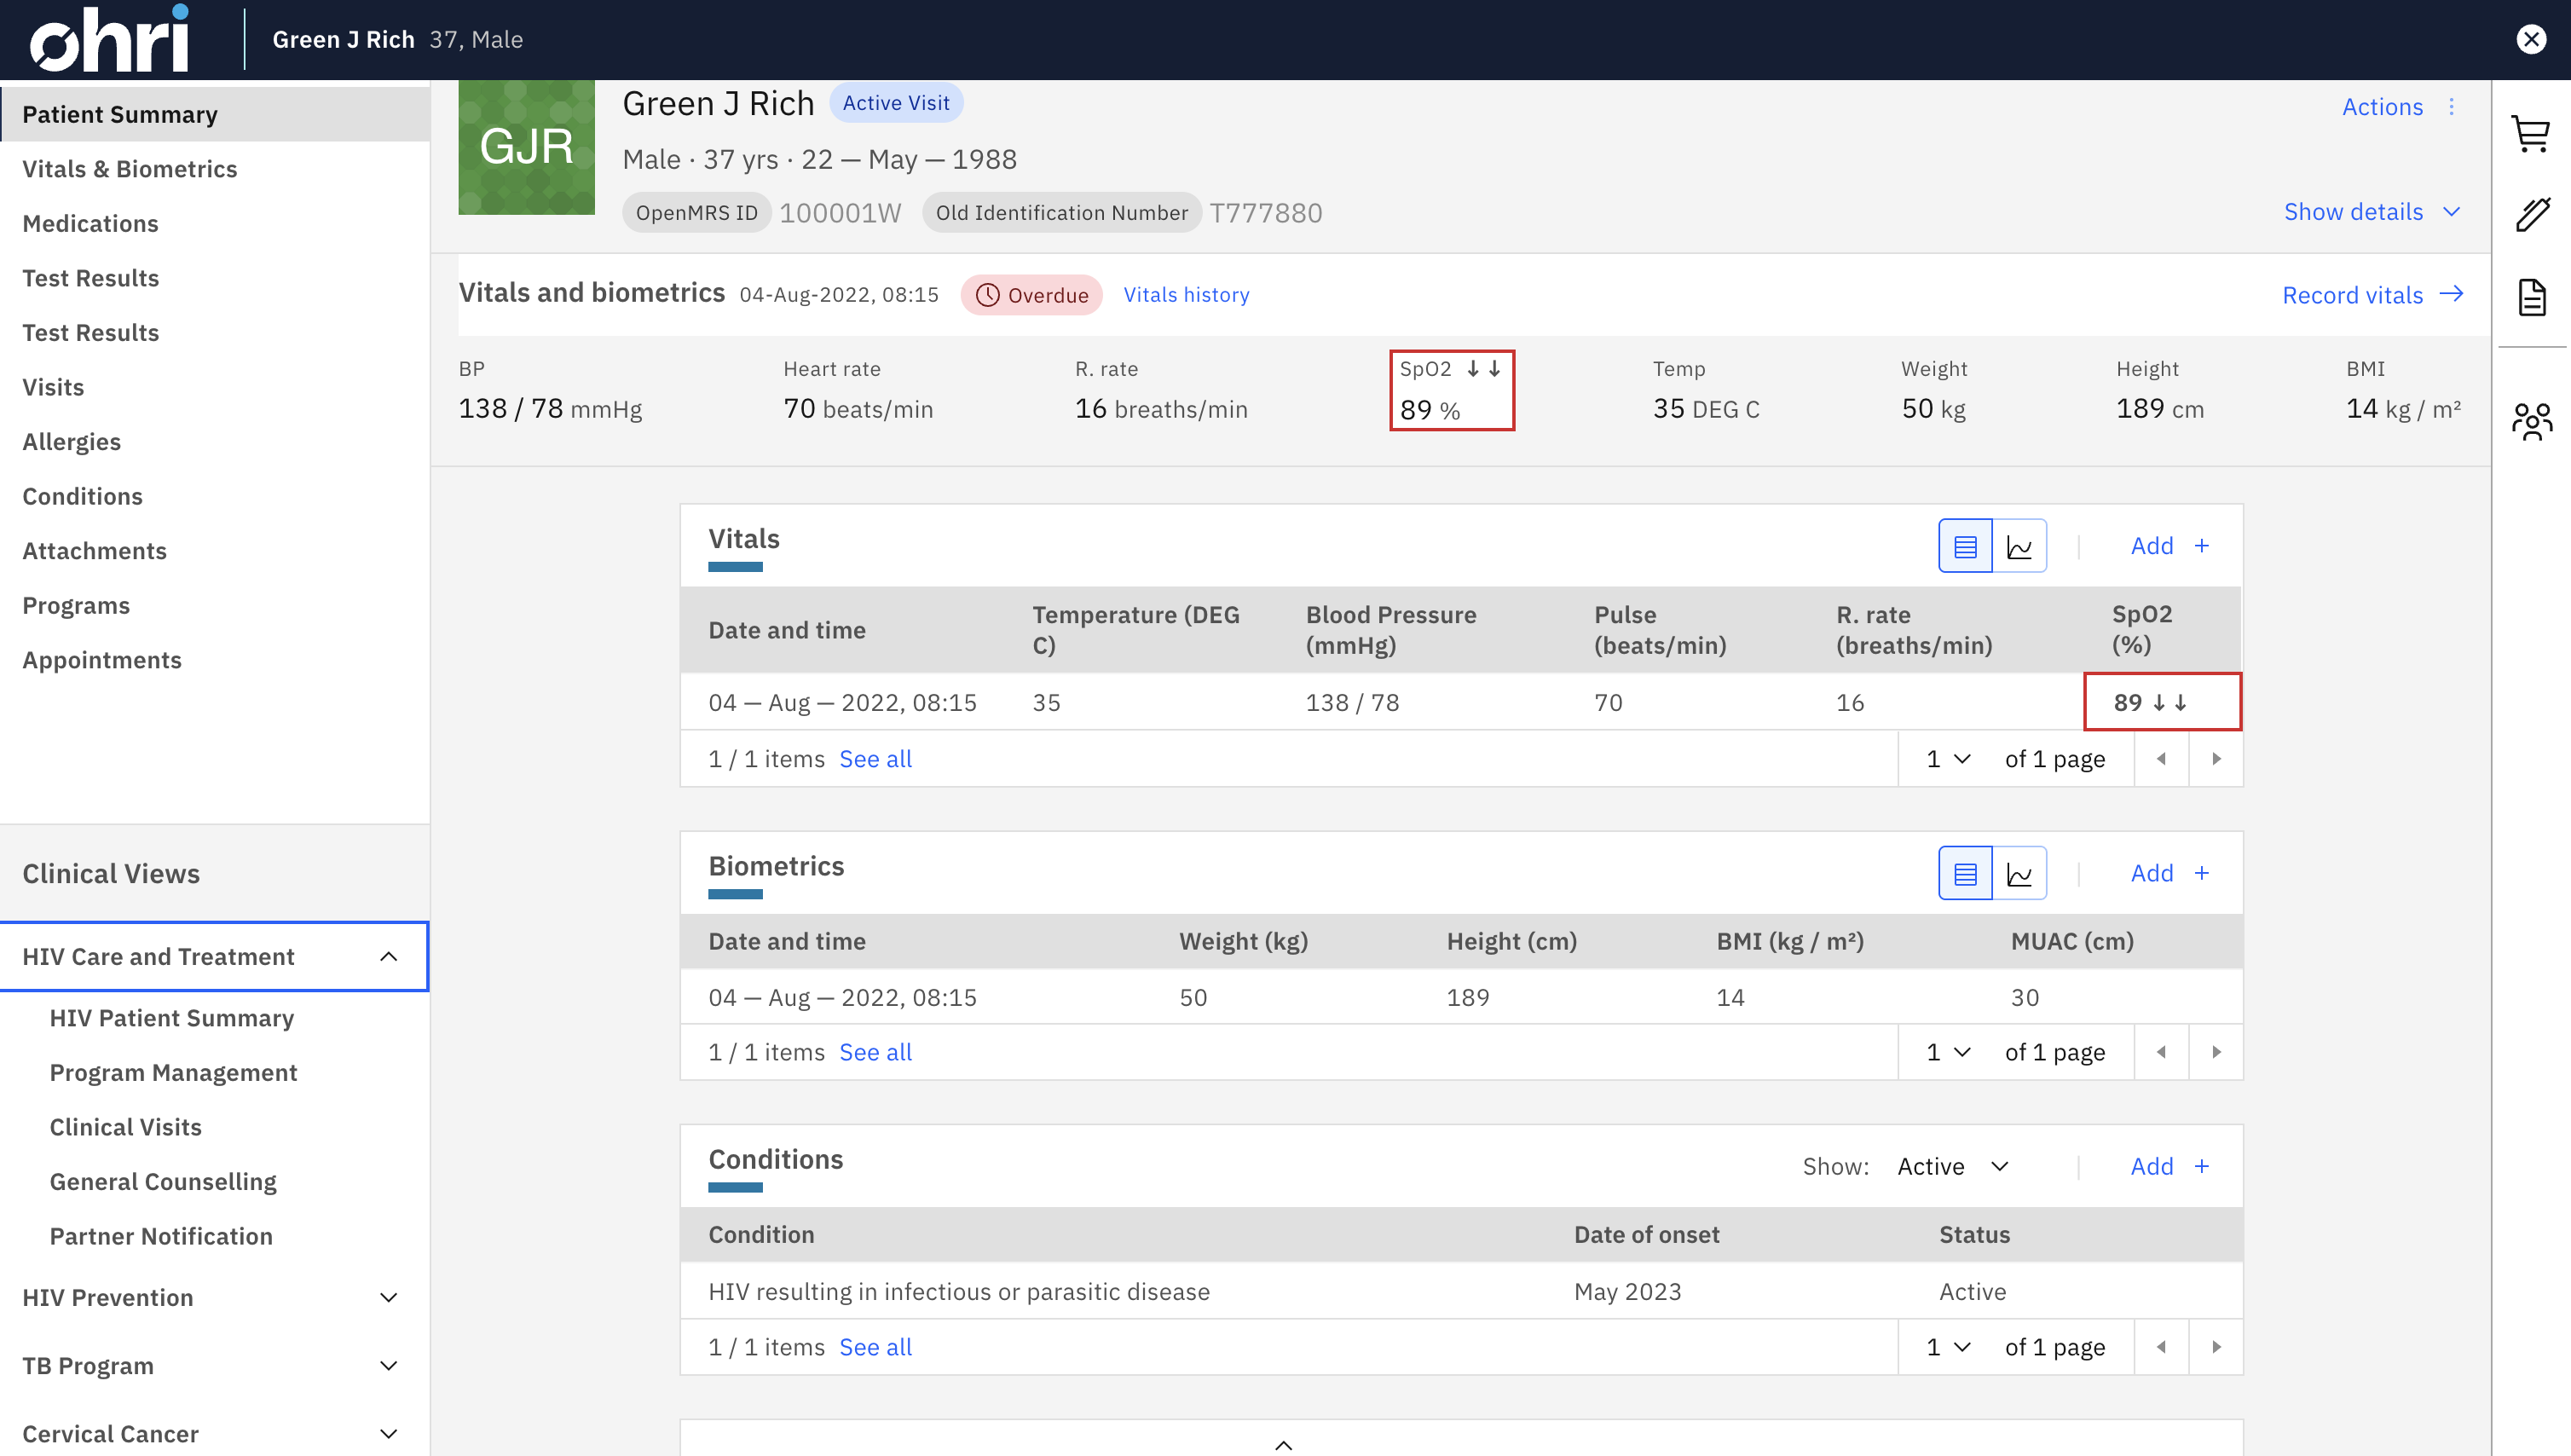 ohri
Green J Rich 37, Male
Patient Summary
Vitals & Biometrics
Medications
Test Results
Test Results
Visits
Allergies
Conditions
Attachments
Programs
Appointments
Clinical Views
HIV Care and Treatment
HIV Patient Summary
Program Management
Clinical Visits
General Counselling
Partner Notification
HIV Prevention
TB Program
Cervical Cancer
GJR
Green J Rich Active Visit
Actions
Male · 37 yrs · 22 — May — 1988
OpenMRS ID 100001W Old Identification Number T777880
Show details
Vitals and biometrics 04-Aug-2022, 08:15 Overdue Vitals history
Record vitals →
BP Heart rate R. rate SpO2 ↓↓ Temp Weight Height BMI
138 / 78 mmHg 70 beats/min 16 breaths/min 89 % 35 DEG C 50 kg 189 cm 14 kg / m²
Vitals
Add +
Date and time Temperature (DEG C) Blood Pressure (mmHg) Pulse (beats/min) R. rate (breaths/min) SpO2 (%)
04 — Aug — 2022, 08:15 35 138 / 78 70 16 89 ↓↓
1 / 1 items See all 1 of 1 page
Biometrics
Add +
Date and time Weight (kg) Height (cm) BMI (kg / m²) MUAC (cm)
04 — Aug — 2022, 08:15 50 189 14 30
1 / 1 items See all 1 of 1 page
Conditions
Show: Active Add +
Condition Date of onset Status
HIV resulting in infectious or parasitic disease May 2023 Active
1 / 1 items See all 1 of 1 page